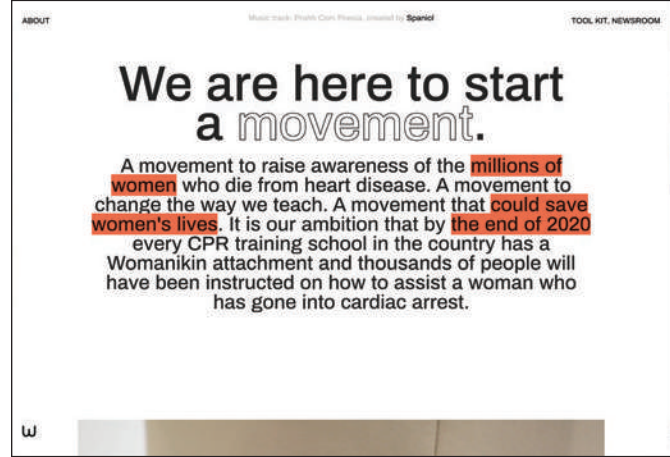 ABOUT
Music track: Prohh Com Flessa, created by Spaniol
TOOL KIT, NEWSROOM
We are here to start
a movement.
A movement to raise awareness of the millions of
women who die from heart disease. A movement to
change the way we teach. A movement that could save
women's lives. It is our ambition that by the end of 2020
every CPR training school in the country has a
Womanikin attachment and thousands of people will
have been instructed on how to assist a woman who
has gone into cardiac arrest.